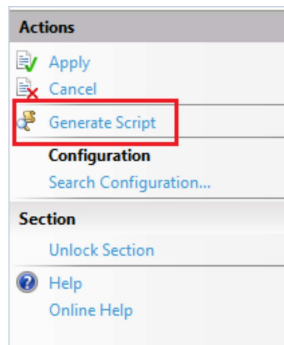 Actions
Apply
Cancel
Generate Script
Configuration
Search Configuration...
Section
Unlock Section
Help
Online Help